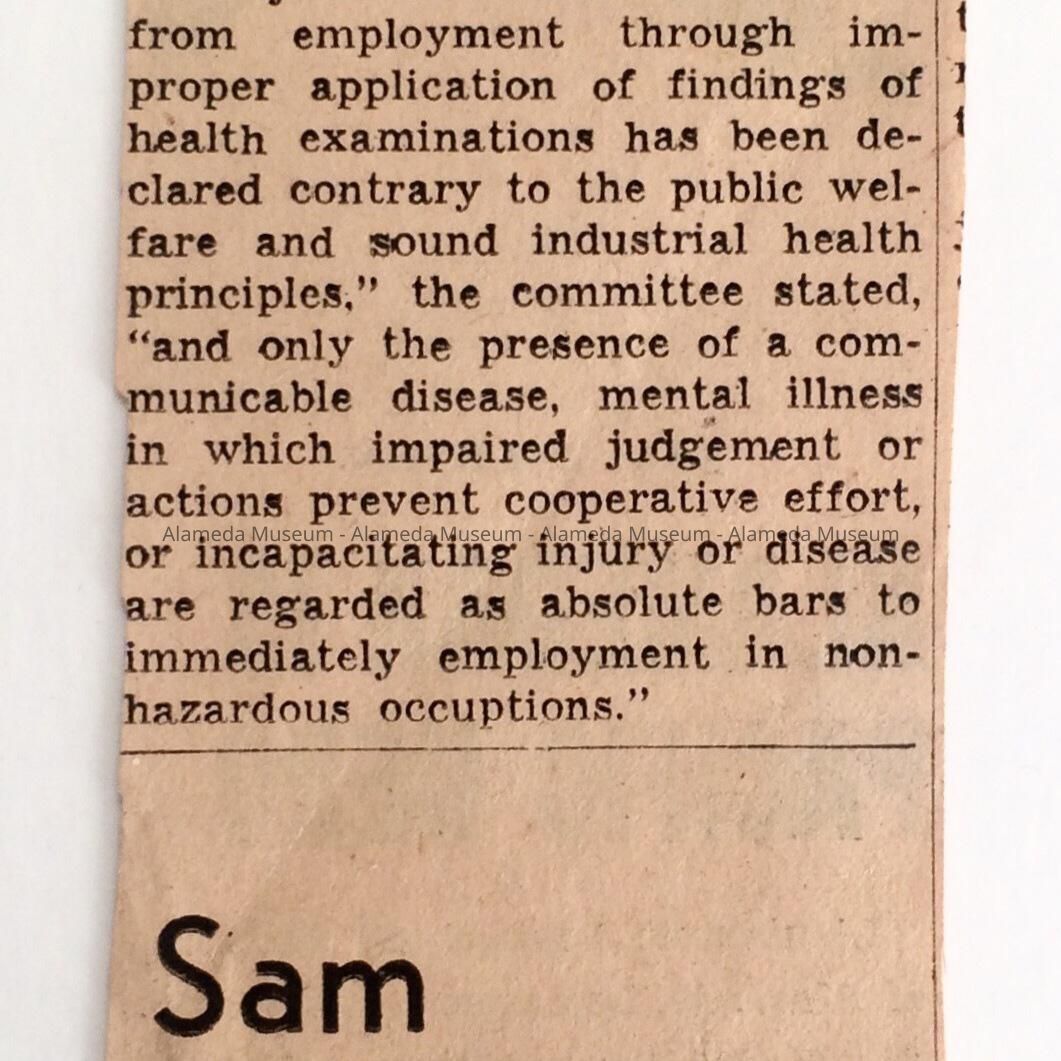 from employment through im-
proper application of findings of
health examinations has been de-
clared contrary to the public wel-
fare and sound industrial health
principles," the committee stated,
"and only the presence of a com-
municable disease, mental illness
in which impaired judgement or
actions prevent cooperative effort,
Alameda Museum - Alameda Museum - Alameda Museum - Alameda Museum
or incapacitating injury or disease
are regarded as absolute bars to
immediately employment in non-
hazardous occuptions."
Sam